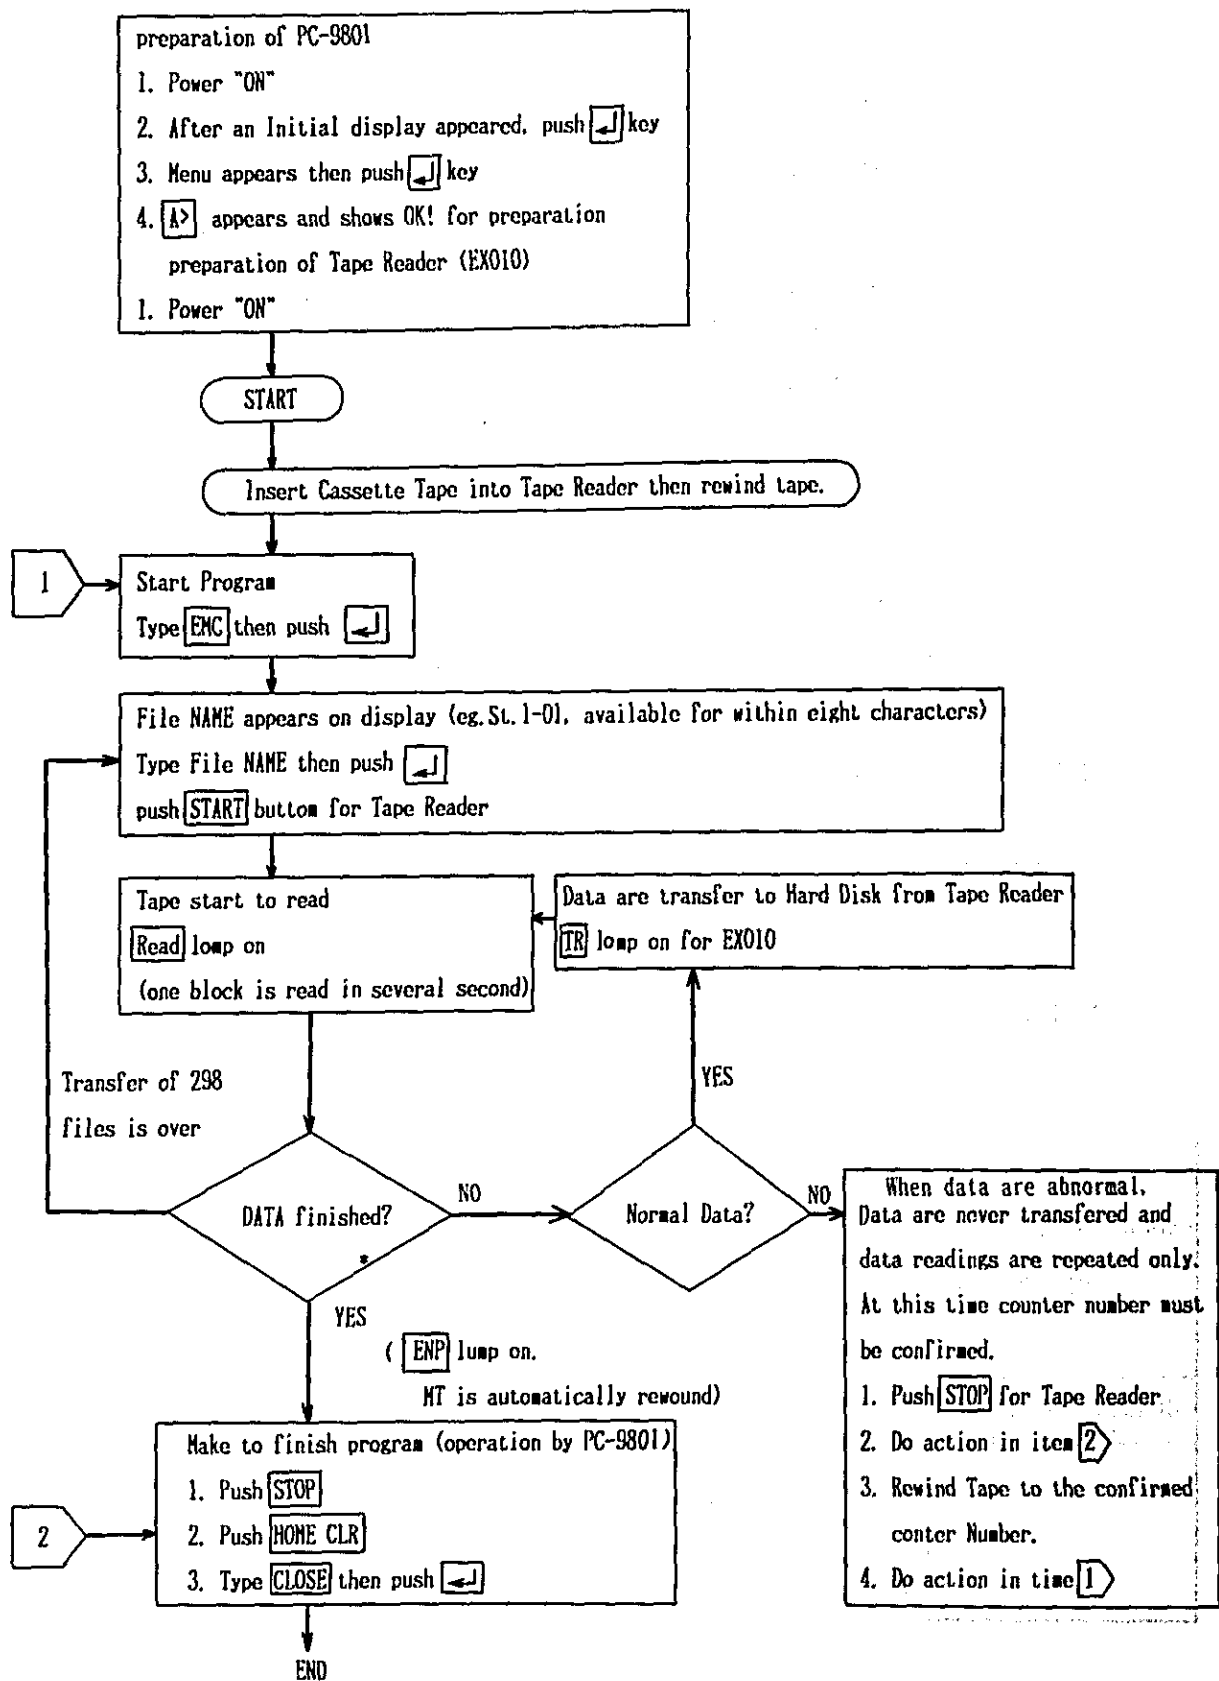 preparation of PC-9801
1. Power "ON"
2. After an Initial display appeared, push ↵ key
3. Menu appears then push ↵ key
4. A> appears and shows OK! for preparation
preparation of Tape Reader (EX010)
1. Power "ON"
START
Insert Cassette Tape into Tape Reader then rewind tape.
1
Start Program
Type EMC then push ↵
File NAME appears on display (eg. St. 1-01, available for within eight characters)
Type File NAME then push ↵
push START buttom for Tape Reader
Tape start to read
Read lomp on
(one block is read in several second)
Data are transfer to Hard Disk from Tape Reader
TR lomp on for EX010
Transfer of 298
files is over
YES
DATA finished?
*
NO
Normal Data?
NO
When data are abnormal,
Data are never transfered and
data readings are repeated only.
At this time counter number must
be confirmed.
1. Push STOP for Tape Reader
2. Do action in item 2
3. Rewind Tape to the confirmed
conter Number.
4. Do action in time 1
YES
( ENP lump on.
MT is automatically rewound)
2
Make to finish program (operation by PC-9801)
1. Push STOP
2. Push HOME CLR
3. Type CLOSE then push ↵
END